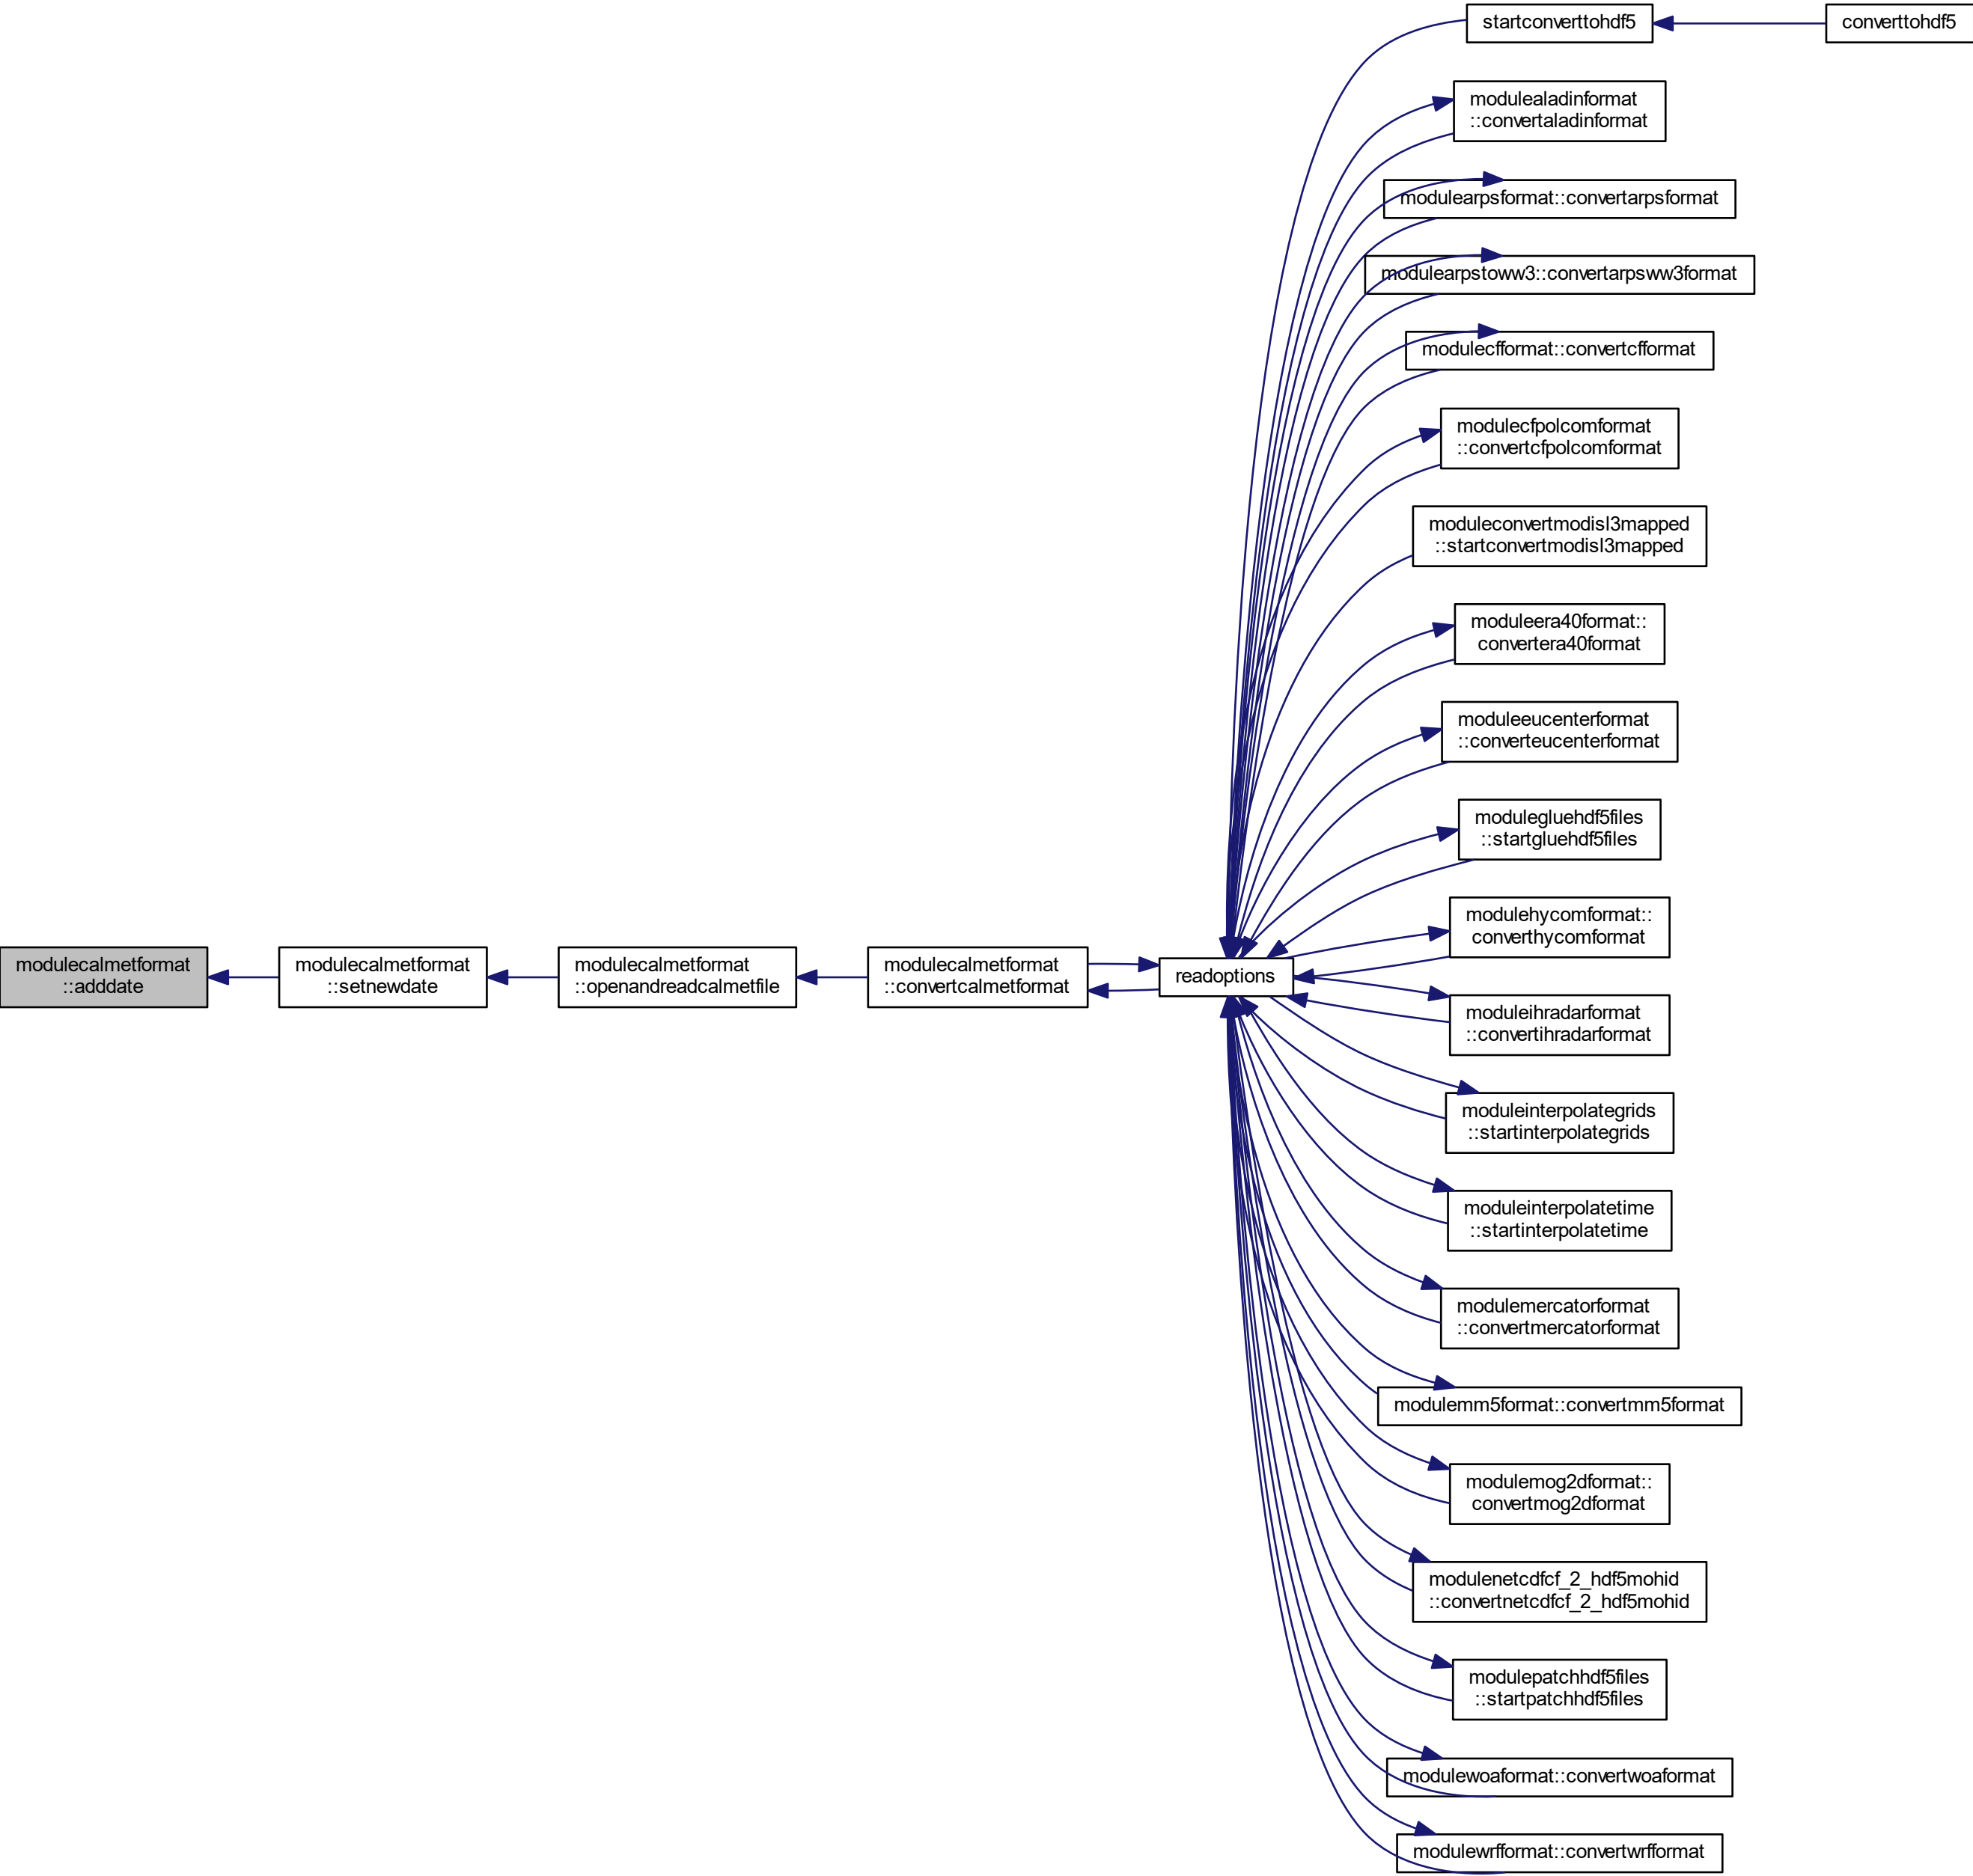 modulecalmetformat
::adddate
modulecalmetformat
::setnewdate
modulecalmetformat
::openandreadcalmetfile
modulecalmetformat
::convertcalmetformat
readoptions
startconverttohdf5
converttohdf5
modulealadinformat
::convertaladinformat
modulearpsformat::convertarpsformat
modulearpstoww3::convertarpsww3format
modulecfformat::convertcfformat
modulecfpolcomformat
::convertcfpolcomformat
moduleconvertmodisl3mapped
::startconvertmodisl3mapped
moduleera40format::
convertera40format
moduleeucenterformat
::converteucenterformat
modulegluehdf5files
::startgluehdf5files
modulehycomformat::
converthycomformat
moduleihradarformat
::convertihradarformat
moduleinterpolategrids
::startinterpolategrids
moduleinterpolatetime
::startinterpolatetime
modulemercatorformat
::convertmercatorformat
modulemm5format::convertmm5format
modulemog2dformat::
convertmog2dformat
modulenetcdfcf_2_hdf5mohid
::convertnetcdfcf_2_hdf5mohid
modulepatchhdf5files
::startpatchhdf5files
modulewoaformat::convertwoaformat
modulewrfformat::convertwrfformat